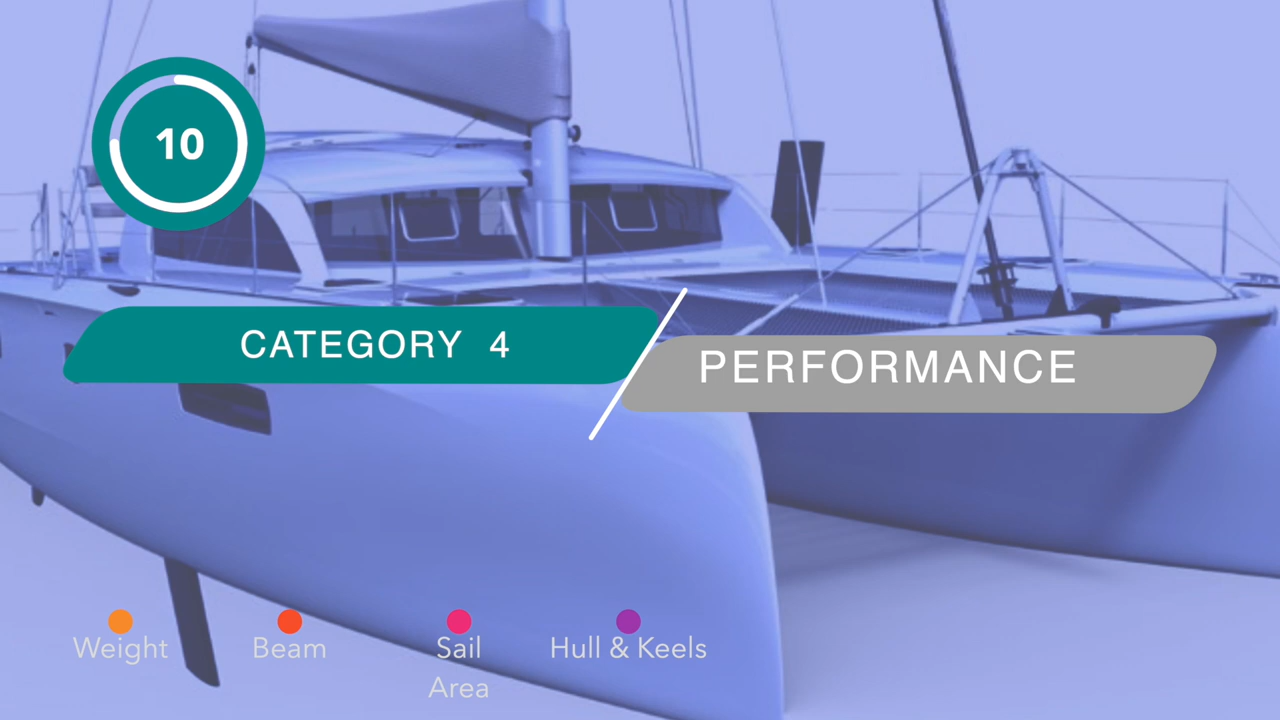 10
CATEGORY 4
PERFORMANCE
Weight
Beam
Sail
Area
Hull & Keels